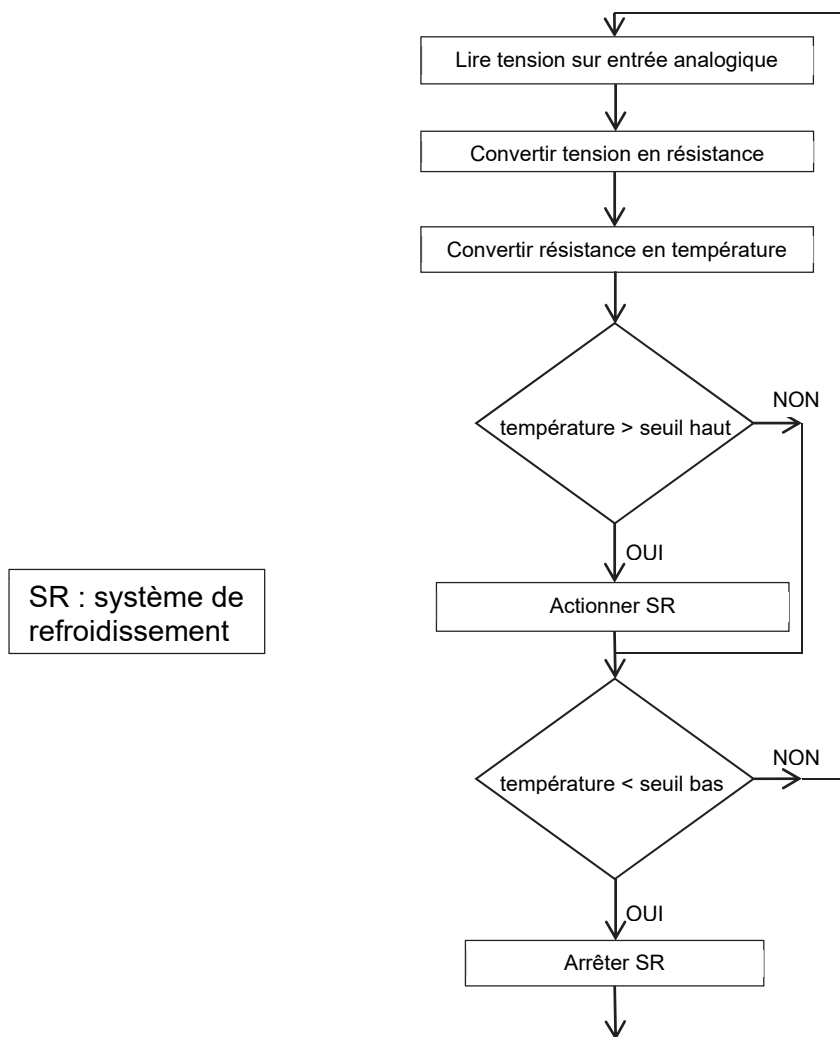 Lire tension sur entrée analogique
Convertir tension en résistance
Convertir résistance en température
NON
température > seuil haut
OUI
SR : système de
refroidissement
Actionner SR
NON
température < seuil bas
OUI
Arrêter SR